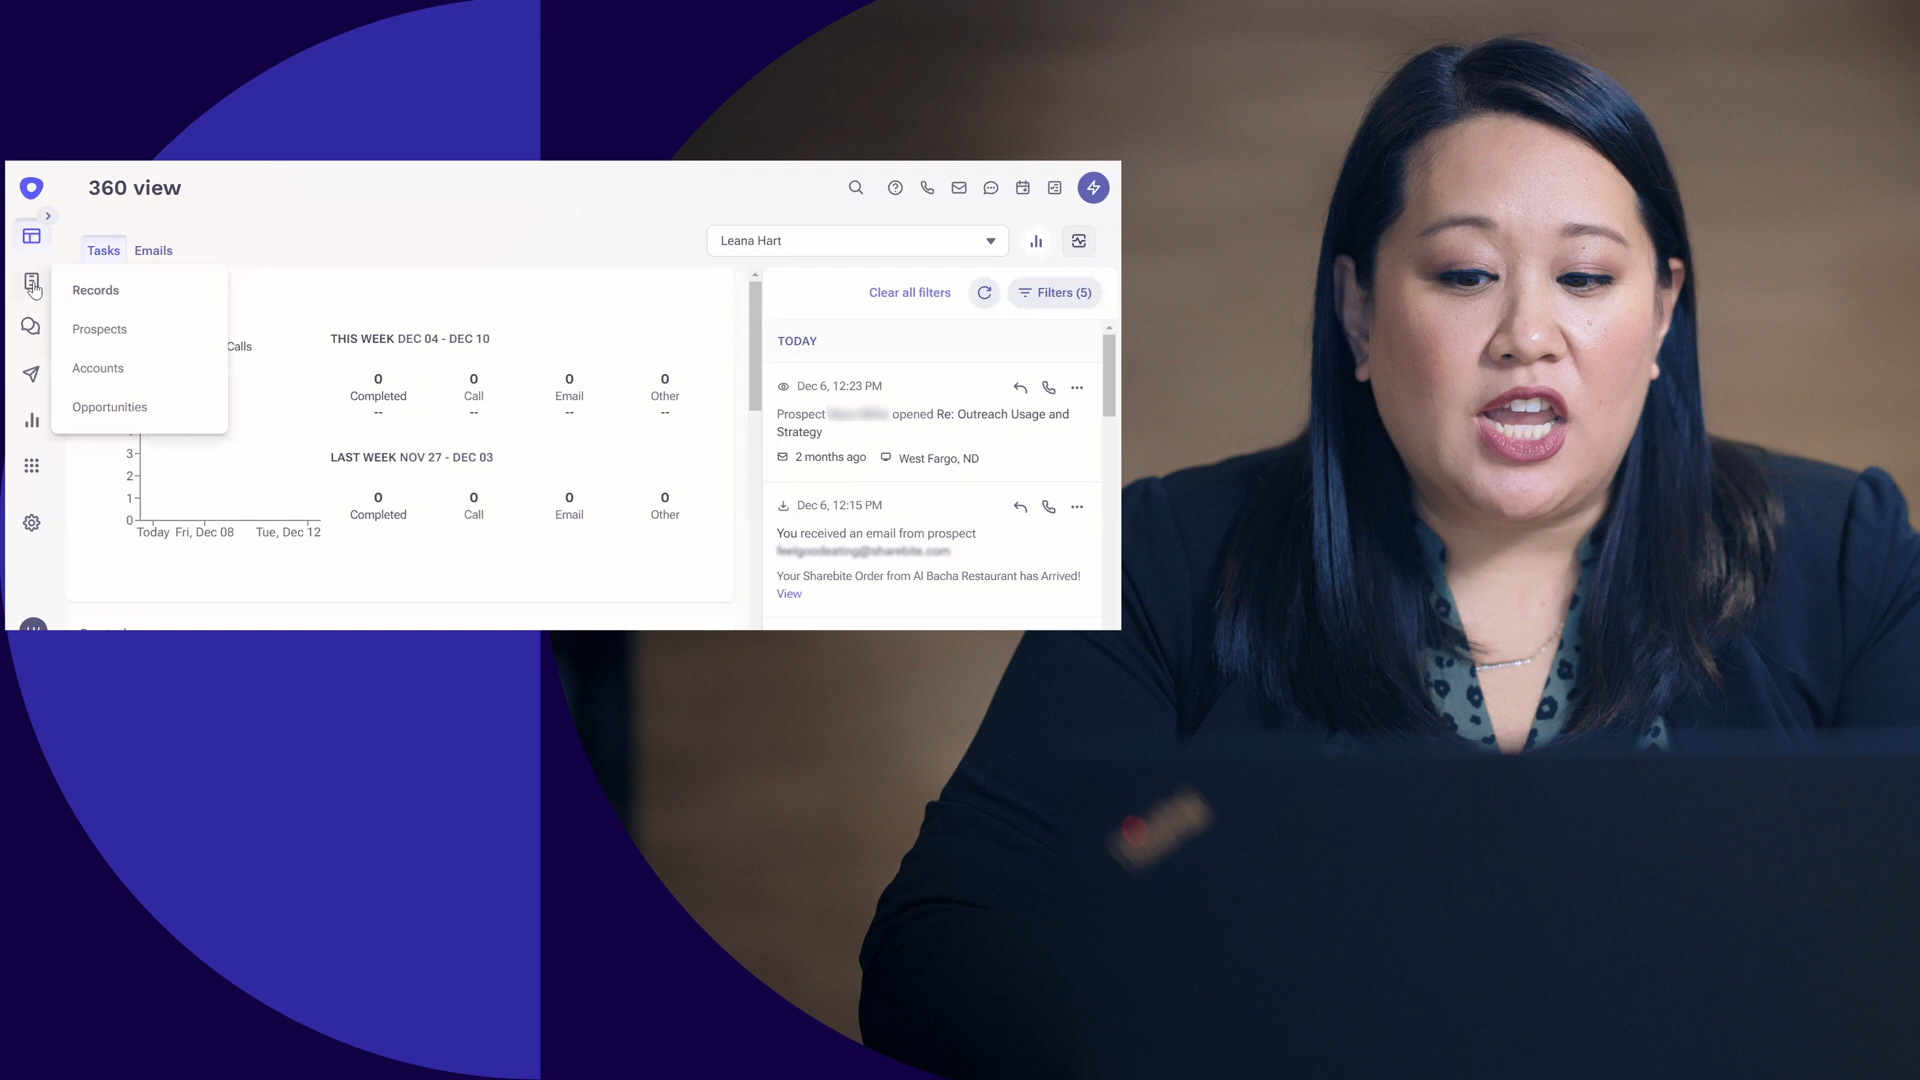 360 view
Tasks Emails
Leana Hart
Records
Prospects
Accounts
Opportunities
Calls
3
2
1
0
Today Fri, Dec 08 Tue, Dec 12
THIS WEEK DEC 04 - DEC 10
0 0 0 0
Completed Call Email Other
-- -- -- --
LAST WEEK NOV 27 - DEC 03
0 0 0 0
Completed Call Email Other
Clear all filters Filters (5)
TODAY
Dec 6, 12:23 PM
Prospect opened Re: Outreach Usage and
Strategy
2 months ago West Fargo, ND
Dec 6, 12:15 PM
You received an email from prospect
feelgoodeating@sharebite.com
Your Sharebite Order from Al Bacha Restaurant has Arrived!
View